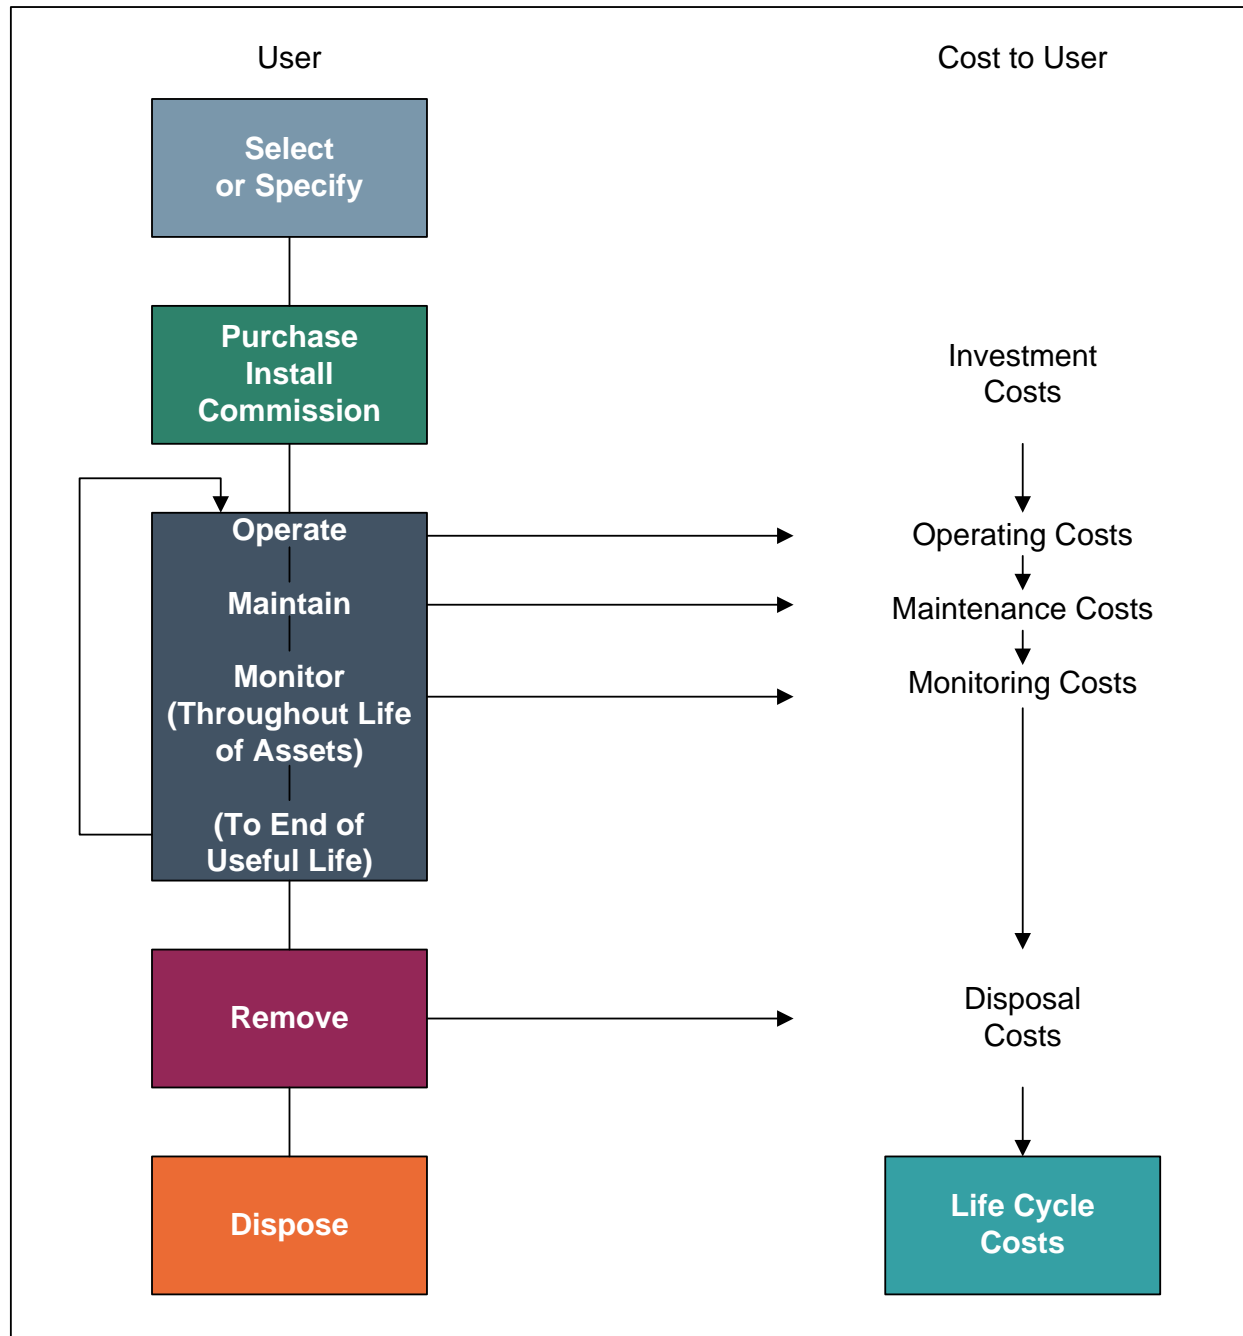 User
Cost to User
Select
or Specify
Purchase
Install
Commission
Investment
Costs
Operate
Operating Costs
Maintain
Maintenance Costs
Monitor
(Throughout Life
of Assets)
Monitoring Costs
(To End of
Useful Life)
Remove
Disposal
Costs
Dispose
Life Cycle
Costs